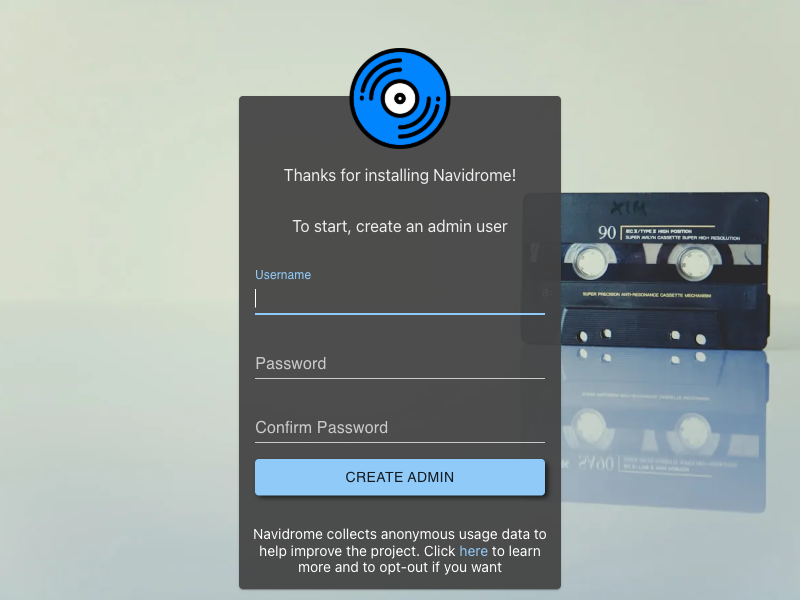 Thanks for installing Navidrome!
To start, create an admin user
Username
Password
Confirm Password
CREATE ADMIN
Navidrome collects anonymous usage data to
help improve the project. Click here to learn
more and to opt-out if you want
XIM
90
IEC II/TYPE II HIGH POSITION
SUPER AVILYN CASSETTE SUPER HIGH RESOLUTION
SUPER PRECISION ANTI-RESONANCE CASSETTE MECHANISM